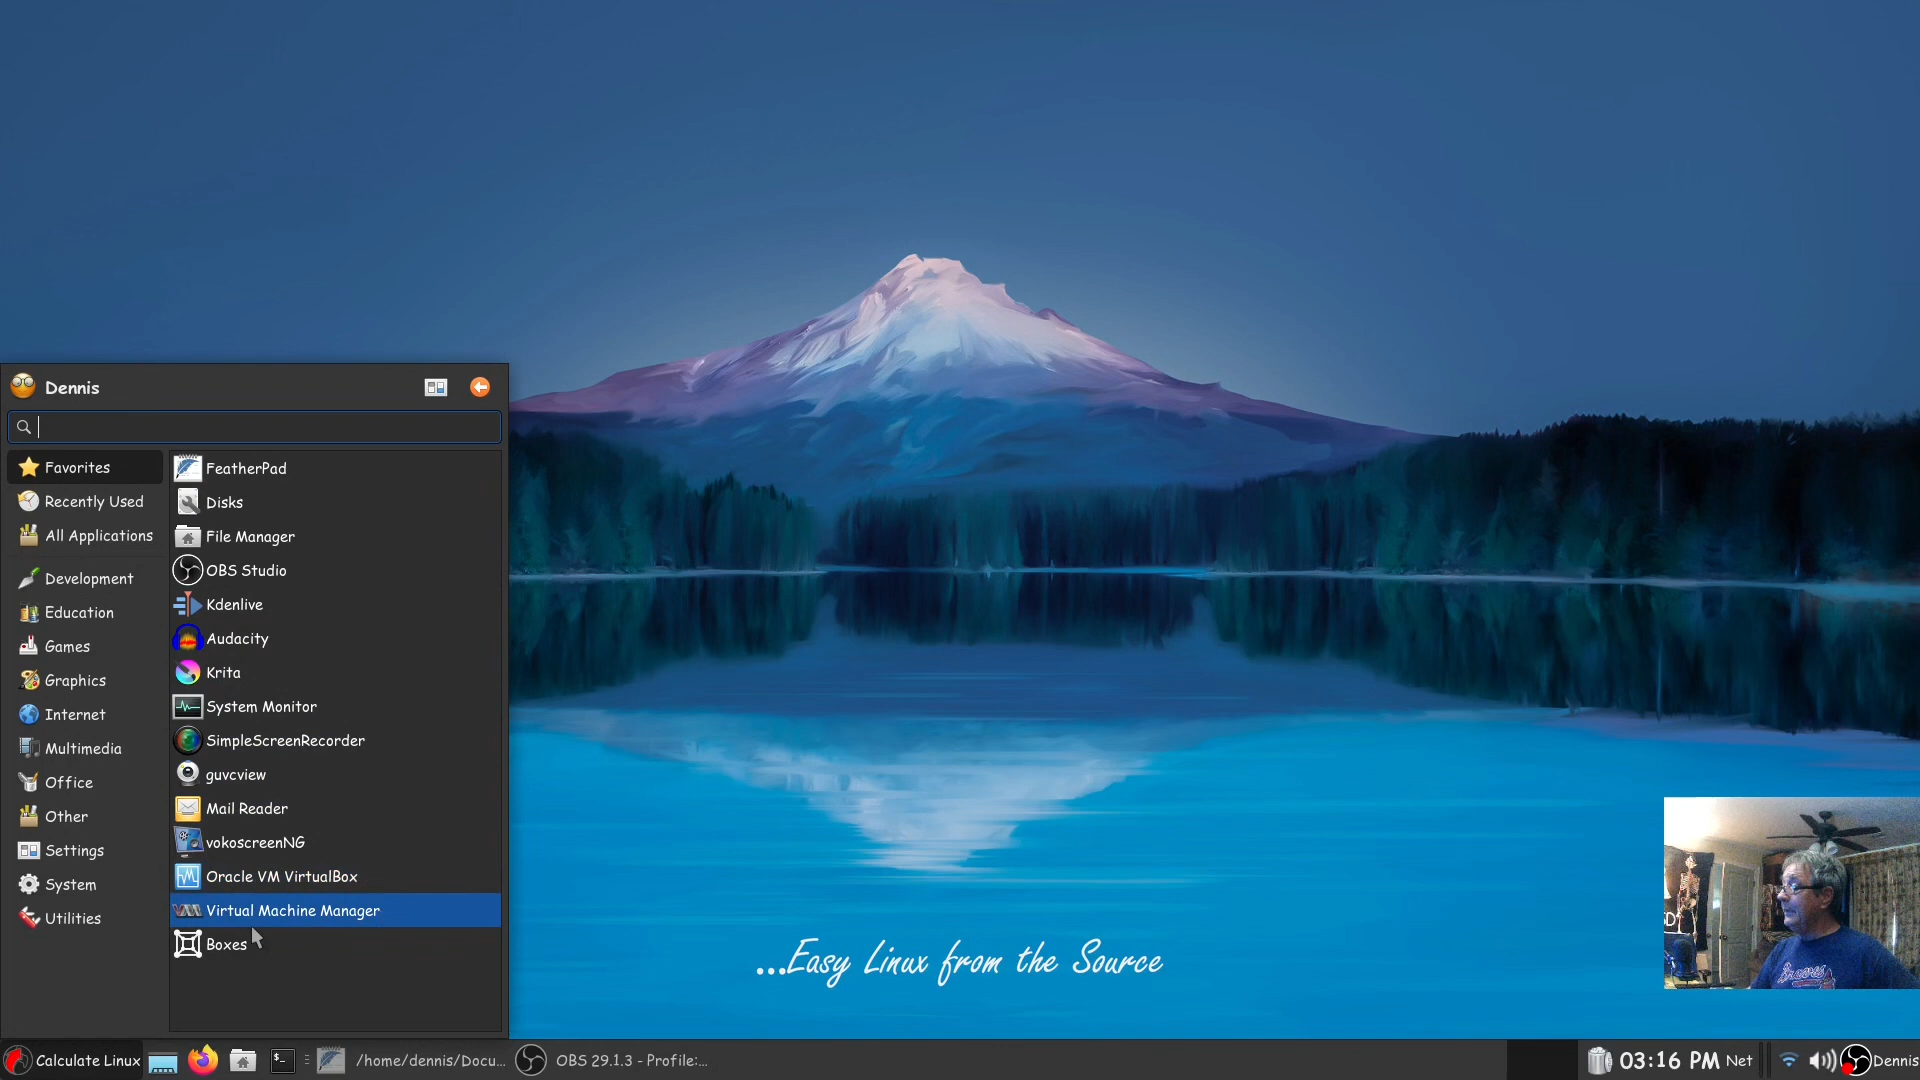 Dennis
Favorites
Recently Used
All Applications
Development
Education
Games
Graphics
Internet
Multimedia
Office
Other
Settings
System
Utilities
FeatherPad
Disks
File Manager
OBS Studio
Kdenlive
Audacity
Krita
System Monitor
SimpleScreenRecorder
guvcview
Mail Reader
vokoscreenNG
Oracle VM VirtualBox
Virtual Machine Manager
Boxes
...Easy Linux from the Source
Braves
Calculate Linux
/home/dennis/Docu...
OBS 29.1.3 - Profile:...
03:16 PM
Net
Dennis